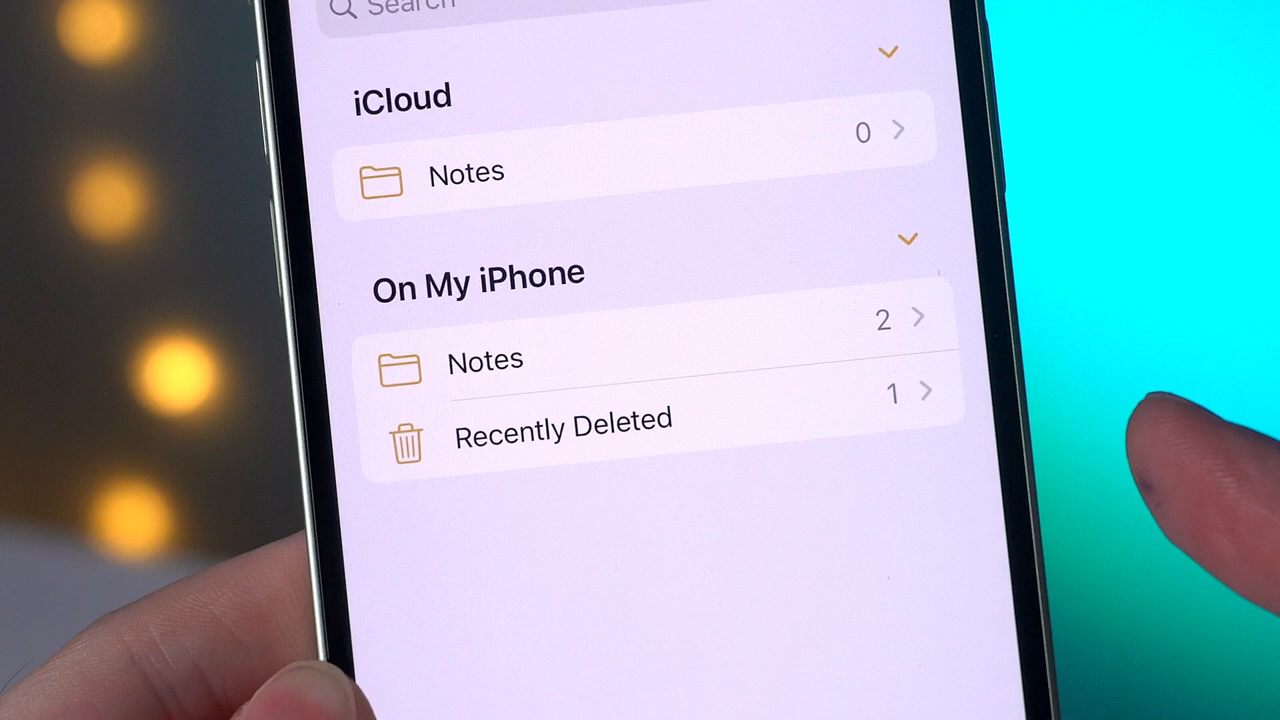 Search
iCloud
Notes 0
On My iPhone
Notes 2
Recently Deleted 1